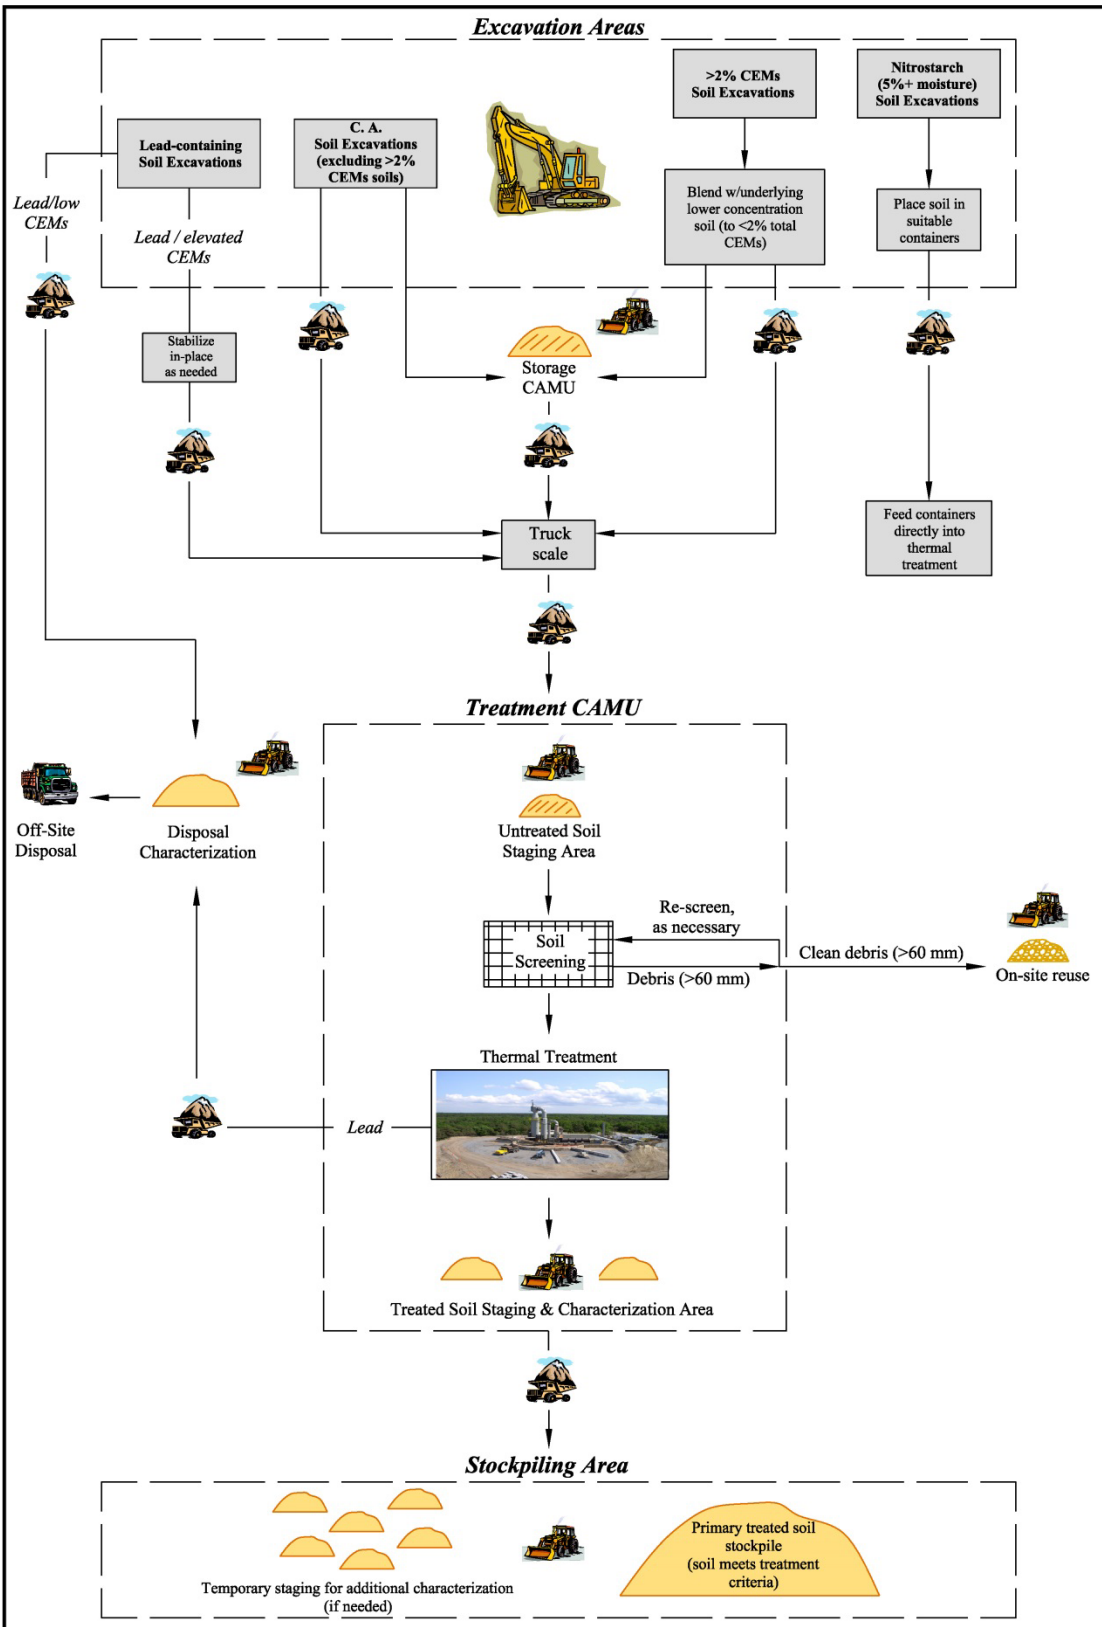 Excavation Areas
>2% CEMs
Soil Excavations
Nitrostarch
(5%+ moisture)
Soil Excavations
Lead-containing
Soil Excavations
C. A.
Soil Excavations
(excluding >2%
CEMs soils)
Lead/low
CEMs
Lead / elevated
CEMs
Blend w/underlying
lower concentration
soil (to <2% total
CEMs)
Place soil in
suitable
containers
Stabilize
in-place
as needed
Storage
CAMU
Truck
scale
Feed containers
directly into
thermal
treatment
Treatment CAMU
Off-Site
Disposal
Disposal
Characterization
Untreated Soil
Staging Area
Re-screen,
as necessary
Soil
Screening
Debris (>60 mm)
Clean debris (>60 mm)
On-site reuse
Thermal Treatment
Lead
Treated Soil Staging & Characterization Area
Stockpiling Area
Temporary staging for additional characterization
(if needed)
Primary treated soil
stockpile
(soil meets treatment
criteria)